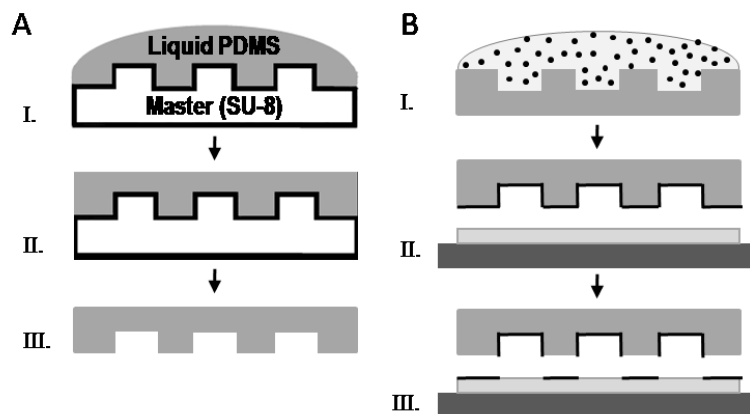 A
Liquid PDMS
Master (SU-8)
I.
II.
III.
B
I.
II.
III.